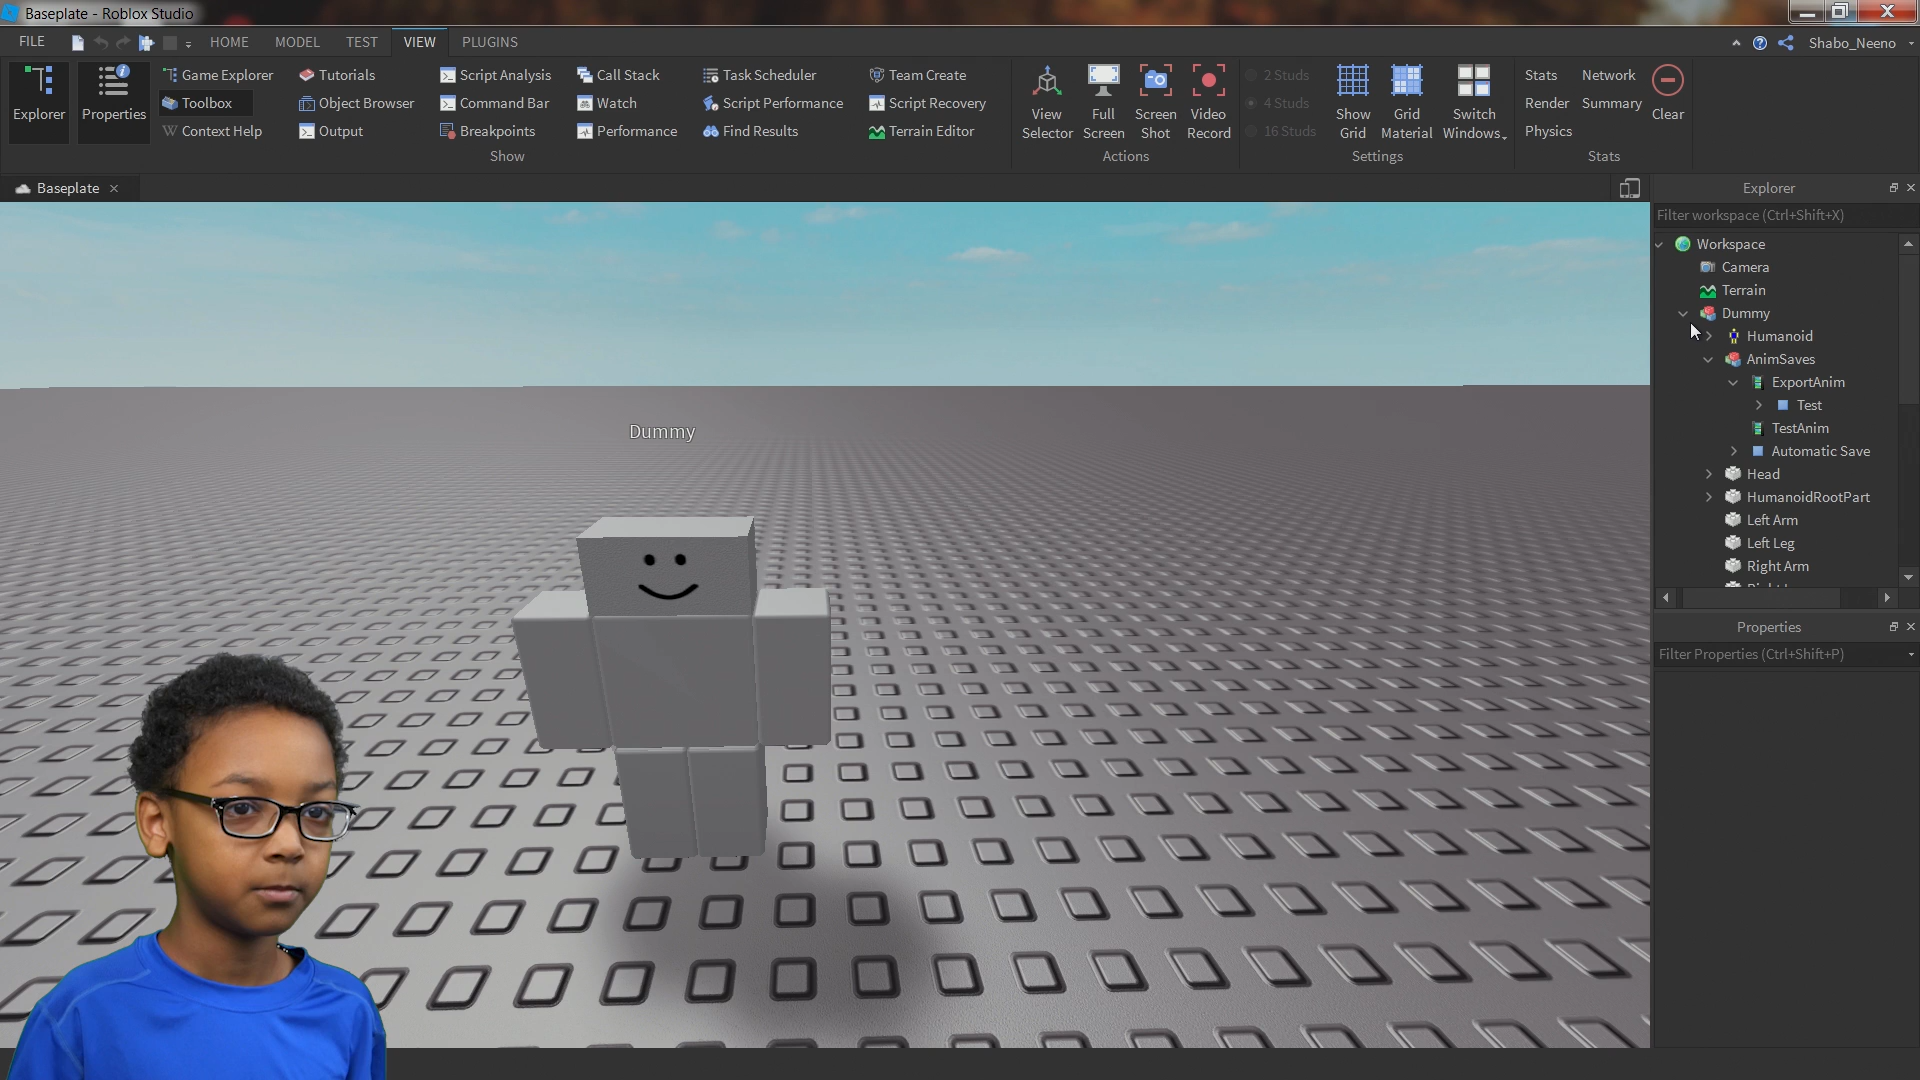 Baseplate - Roblox Studio
FILE HOME MODEL TEST VIEW PLUGINS Shabo_Neeno
Explorer
Properties
Game Explorer
Toolbox
Context Help
Tutorials
Object Browser
Output
Script Analysis
Command Bar
Breakpoints
Call Stack
Watch
Performance
Task Scheduler
Script Performance
Find Results
Team Create
Script Recovery
Terrain Editor
Show
View
Selector
Full
Screen
Screen
Shot
Video
Record
Actions
2 Studs
4 Studs
16 Studs
Show
Grid
Grid
Material
Switch
Windows
Settings
Stats
Render
Physics
Network
Summary
Clear
Stats
Baseplate
Dummy
Explorer
Filter workspace (Ctrl+Shift+X)
Workspace
Camera
Terrain
Dummy
Humanoid
AnimSaves
ExportAnim
Test
TestAnim
Automatic Save
Head
HumanoidRootPart
Left Arm
Left Leg
Right Arm
Properties
Filter Properties (Ctrl+Shift+P)